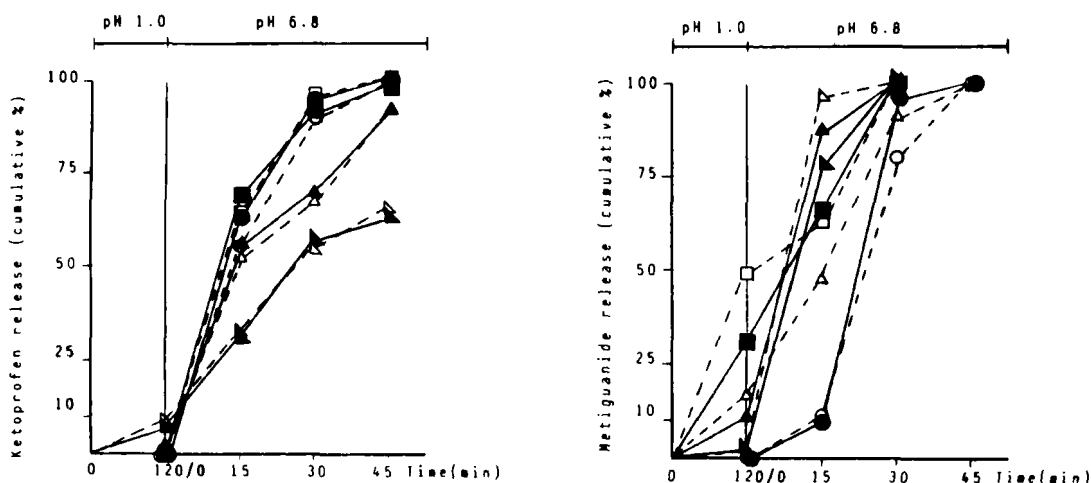 pH 1.0 pH 6.8
Ketoprofen release (cumulative %)
100
75
50
25
10
0 120/0 15 30 45 Time(min)
pH 1.0 pH 6.8
Metiguanide release (cumulative %)
100
75
50
25
10
0 120/0 15 30 45 Time(min)